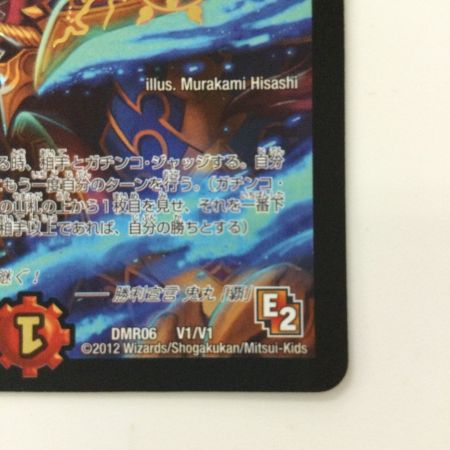 illus. Murakami Hisashi
る時、相手とガチンコ・ジャッジする。自分
もう一度自分のターンを行う。(ガチンコ・
の山札の上から1枚目を見せ、それを一番下
相手以上であれば、自分の勝ちとする)
継ぐ!
── 勝利宣言 鬼丸「覇」
E2
1
DMR06 V1/V1
©2012 Wizards/Shogakukan/Mitsui-Kids